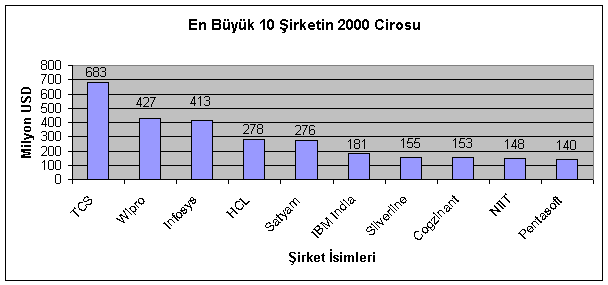 En Büyük 10 Şirketin 2000 Cirosu
Milyon USD
800
700
600
500
400
300
200
100
0
683
427
413
278
276
181
155
153
148
140
TCS
Wipro
Infosys
HCL
Satyam
IBM India
Silverline
Cogzinant
NIIT
Pentasoft
Şirket İsimleri